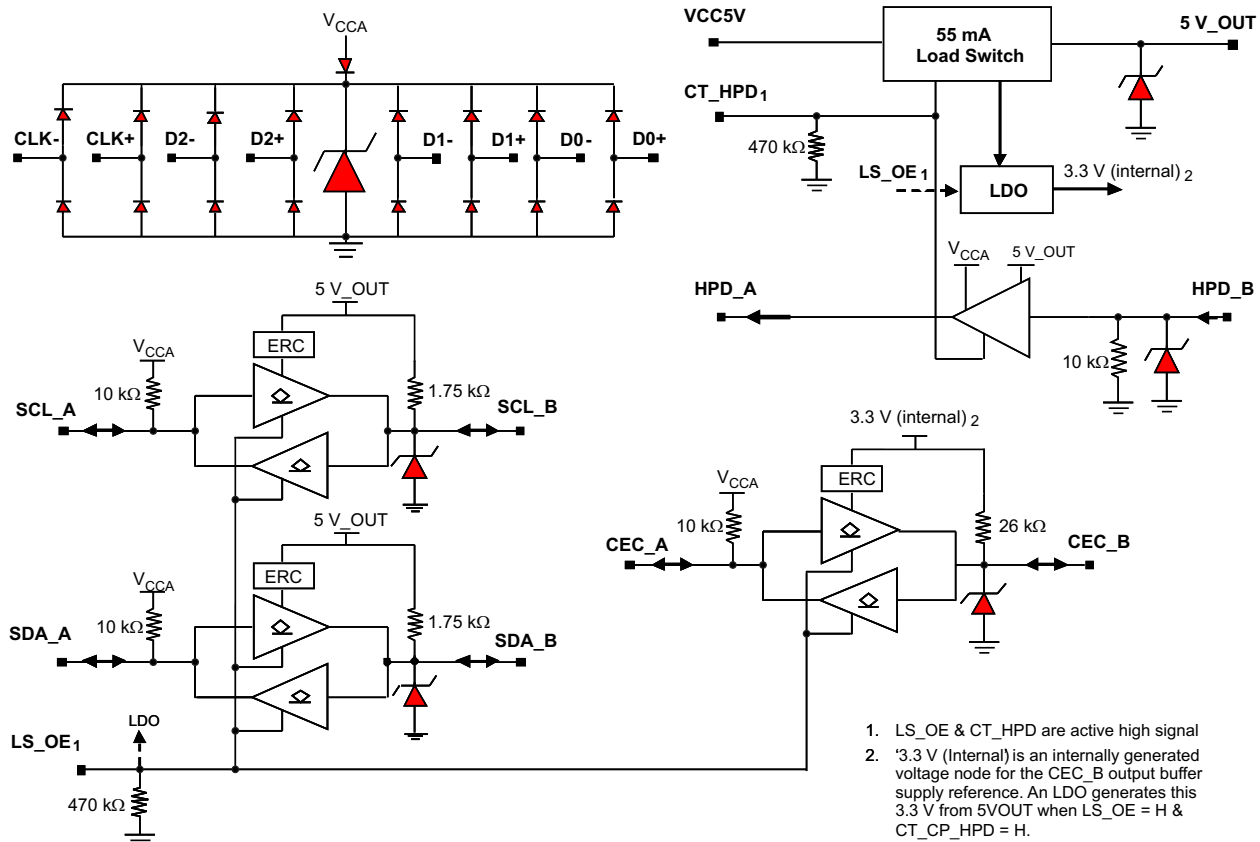 VCCA
CLK-
CLK+
D2-
D2+
D1-
D1+
D0-
D0+
VCC5V
55 mA
Load Switch
5 V_OUT
CT_HPD1
470 kΩ
LS_OE1
LDO
3.3 V (internal) 2
VCCA
5 V_OUT
HPD_A
HPD_B
10 kΩ
5 V_OUT
ERC
VCCA
10 kΩ
1.75 kΩ
SCL_A
SCL_B
5 V_OUT
ERC
VCCA
10 kΩ
1.75 kΩ
SDA_A
SDA_B
3.3 V (internal) 2
ERC
VCCA
10 kΩ
26 kΩ
CEC_A
CEC_B
LDO
LS_OE1
470 kΩ
1. LS_OE & CT_HPD are active high signal
2. '3.3 V (Internal) is an internally generated
voltage node for the CEC_B output buffer
supply reference. An LDO generates this
3.3 V from 5VOUT when LS_OE = H &
CT_CP_HPD = H.